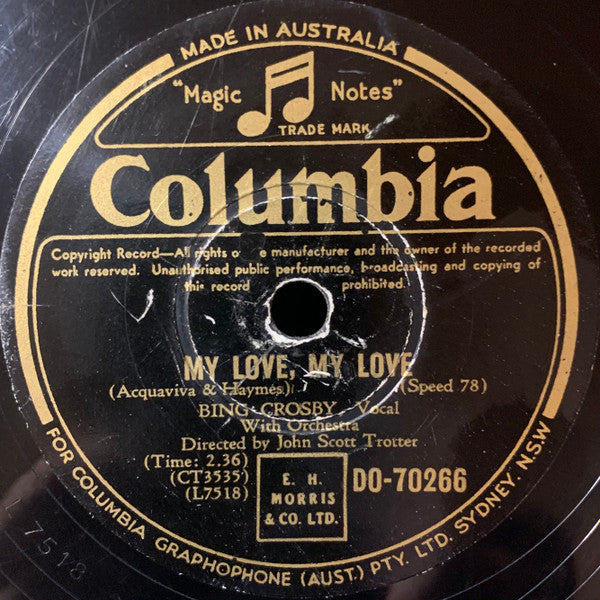 MADE IN AUSTRALIA
"Magic Notes"
TRADE MARK
Columbia
Copyright Record—All rights o e manufacturer and the owner of the recorded
work reserved. Unauthorised public performance, broadcasting and copying of
this record prohibited.
MY LOVE, MY LOVE
(Acquaviva & Haymes) (Speed 78)
BING CROSBY Vocal
With Orchestra
Directed by John Scott Trotter
(Time: 2.36)
(CT3535)
(L7518)
E. H.
MORRIS
& CO. LTD.
DO-70266
FOR COLUMBIA GRAPHOPHONE (AUST.) PTY. LTD. SYDNEY. N.S.W
7518